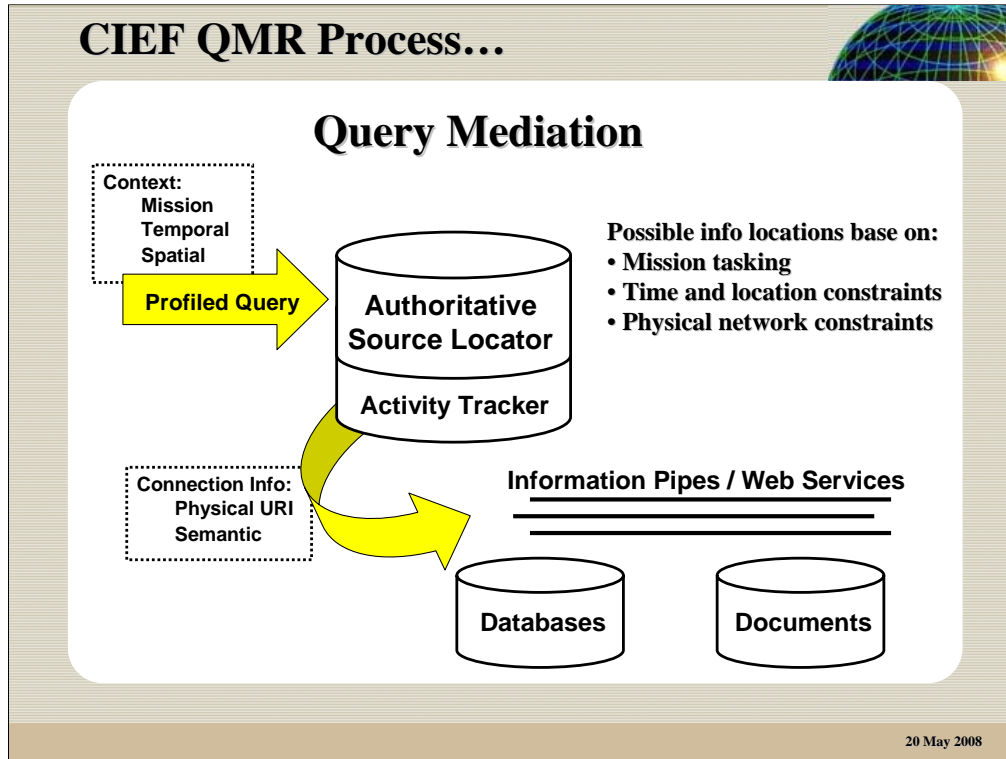 CIEF QMR Process…
Query Mediation
Context:
Mission
Temporal
Spatial
Profiled Query
Authoritative
Source Locator
Activity Tracker
Possible info locations base on:
• Mission tasking
• Time and location constraints
• Physical network constraints
Connection Info:
Physical URI
Semantic
Information Pipes / Web Services
Databases
Documents
20 May 2008